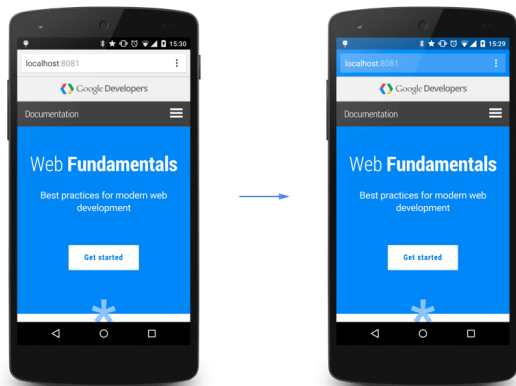 15:30
localhost:8081
Google Developers
Documentation
Web Fundamentals
Best practices for modern web
development
Get started
15:29
localhost:8081
Google Developers
Documentation
Web Fundamentals
Best practices for modern web
development
Get started